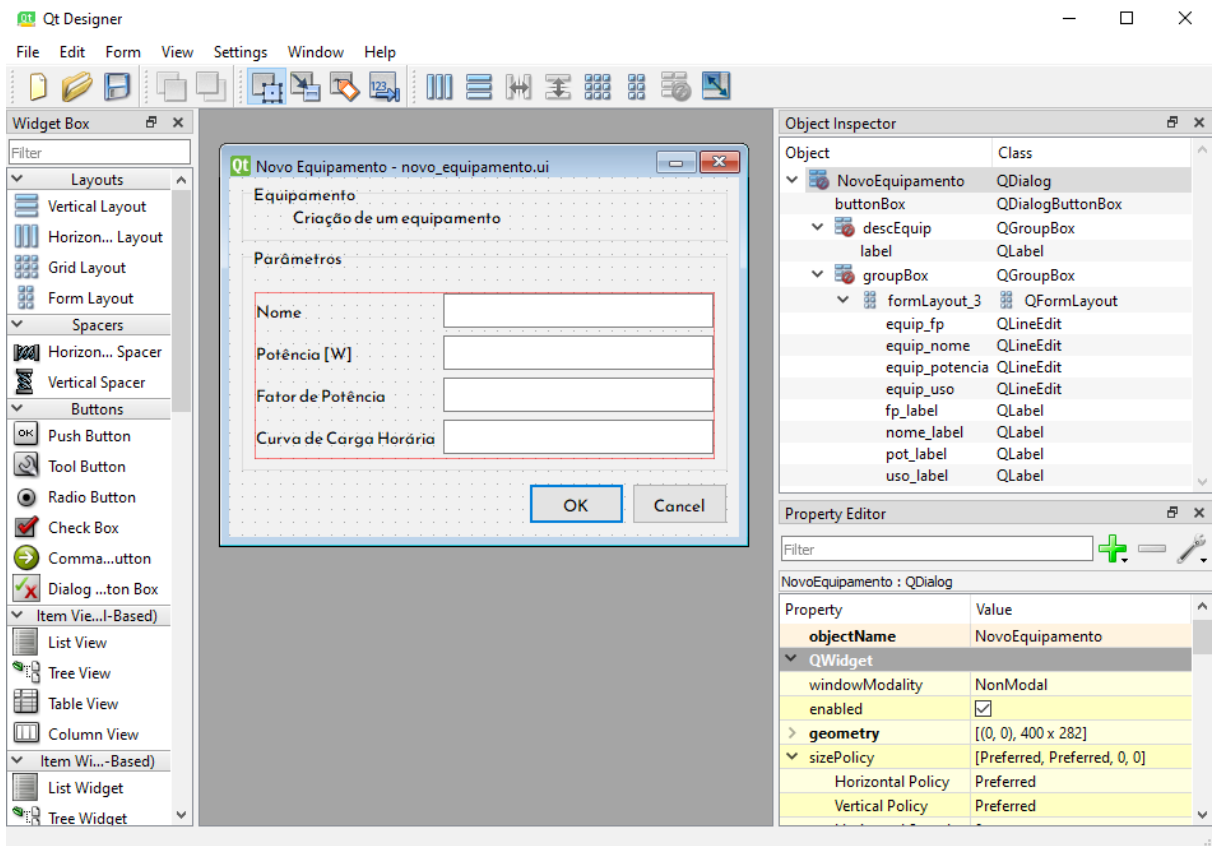 Qt Designer
File Edit Form View Settings Window Help
Widget Box
Filter
Layouts
Vertical Layout
Horizon... Layout
Grid Layout
Form Layout
Spacers
Horizon... Spacer
Vertical Spacer
Buttons
OK Push Button
Tool Button
Radio Button
Check Box
Comma...utton
Dialog ...ton Box
Item Vie...l-Based)
List View
Tree View
Table View
Column View
Item Wi...-Based)
List Widget
Tree Widget
Qt Novo Equipamento - novo_equipamento.ui
Equipamento
Criação de um equipamento
Parâmetros
Nome
Potência [W]
Fator de Potência
Curva de Carga Horária
OK Cancel
Object Inspector
Object Class
NovoEquipamento QDialog
buttonBox QDialogButtonBox
descEquip QGroupBox
label QLabel
groupBox QGroupBox
formLayout_3 QFormLayout
equip_fp QLineEdit
equip_nome QLineEdit
equip_potencia QLineEdit
equip_uso QLineEdit
fp_label QLabel
nome_label QLabel
pot_label QLabel
uso_label QLabel
Property Editor
Filter
NovoEquipamento : QDialog
Property Value
objectName NovoEquipamento
QWidget
windowModality NonModal
enabled
geometry [(0, 0), 400 x 282]
sizePolicy [Preferred, Preferred, 0, 0]
Horizontal Policy Preferred
Vertical Policy Preferred